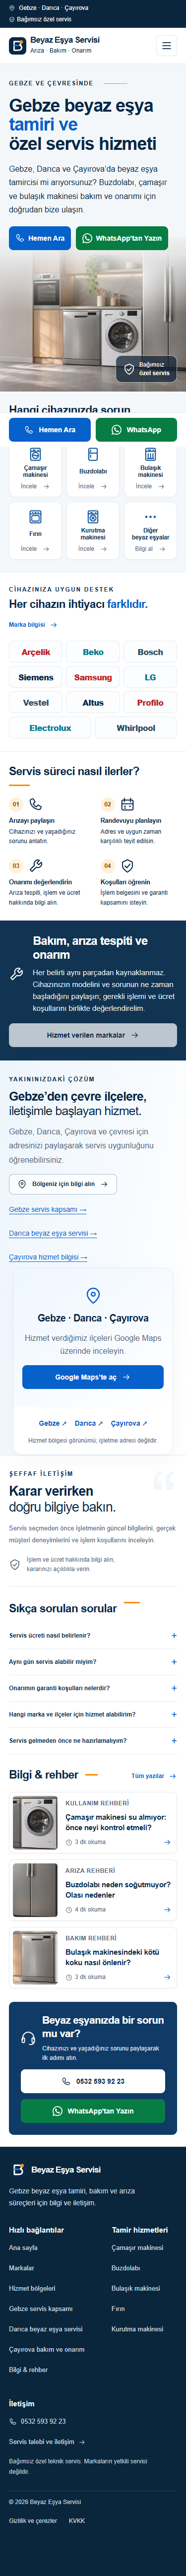 Gebze · Darıca · Çayırova
Bağımsız özel servis
Beyaz Eşya Servisi
Arıza · Bakım · Onarım
GEBZE VE ÇEVRESİNDE
Gebze beyaz eşya
tamiri ve
özel servis hizmeti
Gebze, Darıca ve Çayırova'da beyaz eşya
tamircisi mi arıyorsunuz? Buzdolabı, çamaşır
ve bulaşık makinesi bakım ve onarımı için
doğrudan bize ulaşın.
Hemen Ara
WhatsApp'tan Yazın
Bağımsız
özel servis
Hangi cihazınızda sorun
Hemen Ara
WhatsApp
Çamaşır
makinesi
İncele →
Buzdolabı
İncele →
Bulaşık
makinesi
İncele →
Fırın
İncele →
Kurutma
makinesi
İncele →
Diğer
beyaz eşyalar
Bilgi al →
CİHAZINIZA UYGUN DESTEK
Her cihazın ihtiyacı farklıdır.
Marka bilgisi →
Arçelik
Beko
Bosch
Siemens
Samsung
LG
Vestel
Altus
Profilo
Electrolux
Whirlpool
Servis süreci nasıl ilerler?
01
Arızayı paylaşın
Cihazınızı ve yaşadığınız
sorunu anlatın.
02
Randevuyu planlayın
Adres ve uygun zaman
karşılıklı teyit edilsin.
03
Onarımı değerlendirin
Arıza tespiti, işlem ve ücret
hakkında bilgi alın.
04
Koşulları öğrenin
İşlem belgesini ve garanti
kapsamını isteyin.
Bakım, arıza tespiti ve
onarım
Her belirti aynı parçadan kaynaklanmaz.
Cihazınızın modelini ve sorunun ne zaman
başladığını paylaşın; gerekli işlemi ve ücret
koşullarını birlikte değerlendirelim.
Hizmet verilen markalar →
YAKINİNIZDAKİ ÇÖZÜM
Gebze’den çevre ilçelere,
iletişimle başlayan hizmet.
Gebze, Darıca, Çayırova ve çevresi için
adresinizi paylaşarak servis uygunluğunu
öğrenebilirsiniz.
Bölgeniz için bilgi alın →
Gebze servis kapsamı →
Darıca beyaz eşya servisi →
Çayırova hizmet bilgisi →
Gebze · Darıca · Çayırova
Hizmet verdiğimiz ilçeleri Google Maps
üzerinde inceleyin.
Google Maps'te aç →
Gebze ↗ Darıca ↗ Çayırova ↗
Hizmet bölgesi görünümü; işletme adresi değildir.
ŞEFFAF İLETİŞİM
Karar verirken
doğru bilgiye bakın.
Servis seçmeden önce işletmenin güncel bilgilerini, gerçek
müşteri deneyimlerini ve işlem koşullarını inceleyin.
İşlem ve ücret hakkında bilgi alın,
kararınızı açıklıkla verin.
Sıkça sorulan sorular
Servis ücreti nasıl belirlenir? +
Aynı gün servis alabilir miyim? +
Onarımın garanti koşulları nelerdir? +
Hangi marka ve ilçeler için hizmet alabilirim? +
Servis gelmeden önce ne hazırlamalıyım? +
Bilgi & rehber
Tüm yazılar →
KULLANIM REHBERİ
Çamaşır makinesi su almıyor:
önce neyi kontrol etmeli?
3 dk okuma →
ARIZA REHBERİ
Buzdolabı neden soğutmuyor?
Olası nedenler
4 dk okuma →
BAKIM REHBERİ
Bulaşık makinesindeki kötü
koku nasıl önlenir?
3 dk okuma →
Beyaz eşyanızda bir sorun
mu var?
Cihazınızı ve yaşadığınız sorunu paylaşarak
ilk adımı atın.
0532 593 92 23
WhatsApp'tan Yazın
Beyaz Eşya Servisi
Gebze beyaz eşya tamiri, bakım ve arıza
süreçleri için bilgi ve iletişim.
Hızlı bağlantılar
Ana sayfa
Markalar
Hizmet bölgeleri
Gebze servis kapsamı
Darıca beyaz eşya servisi
Çayırova bakım ve onarım
Bilgi & rehber
Tamir hizmetleri
Çamaşır makinesi
Buzdolabı
Bulaşık makinesi
Fırın
Kurutma makinesi
İletişim
0532 593 92 23
Servis talebi ve iletişim →
Bağımsız özel teknik servis. Markaların yetkili servisi
değildir.
© 2026 Beyaz Eşya Servisi
Gizlilik ve çerezler KVKK